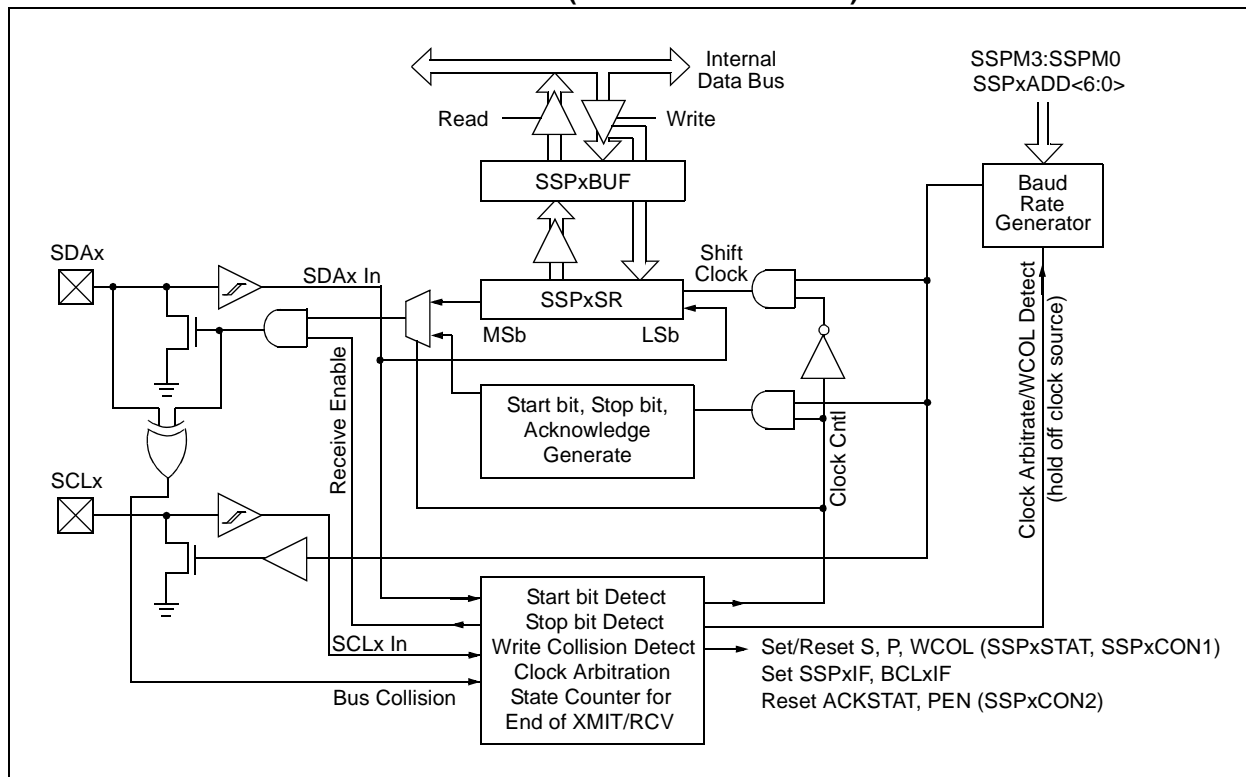 Internal
Data Bus
SSPM3:SSPM0
SSPxADD<6:0>
Read
Write
SSPxBUF
Baud
Rate
Generator
SDAx
SDAx In
Shift
Clock
SSPxSR
MSb
LSb
Start bit, Stop bit,
Acknowledge
Generate
Receive Enable
Clock Cntl
Clock Arbitrate/WCOL Detect
(hold off clock source)
SCLx
SCLx In
Bus Collision
Start bit Detect
Stop bit Detect
Write Collision Detect
Clock Arbitration
State Counter for
End of XMIT/RCV
Set/Reset S, P, WCOL (SSPxSTAT, SSPxCON1)
Set SSPxIF, BCLxIF
Reset ACKSTAT, PEN (SSPxCON2)